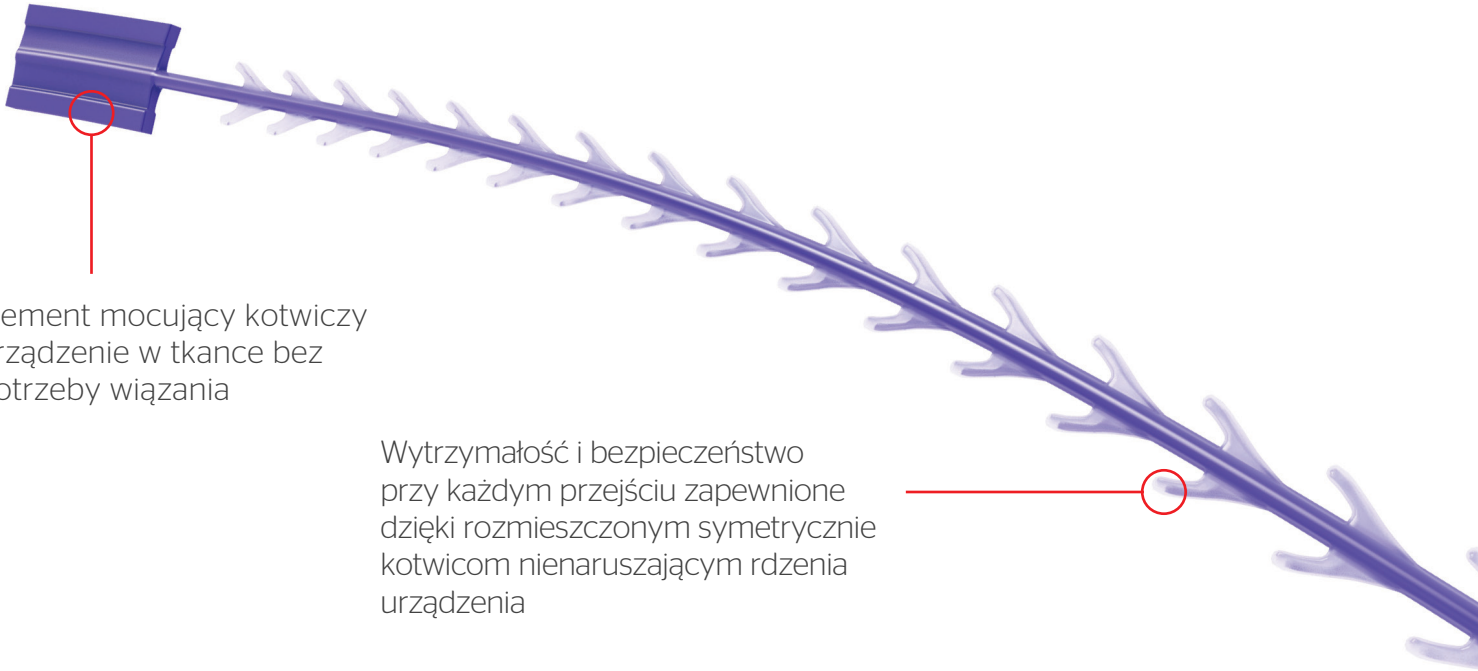 ement mocujący kotwiczy
rządzenie w tkance bez
otrzeby wiązania
Wytrzymałość i bezpieczeństwo
przy każdym przejściu zapewnione
dzięki rozmieszczonym symetrycznie
kotwicom nienaruszającym rdzenia
urządzenia